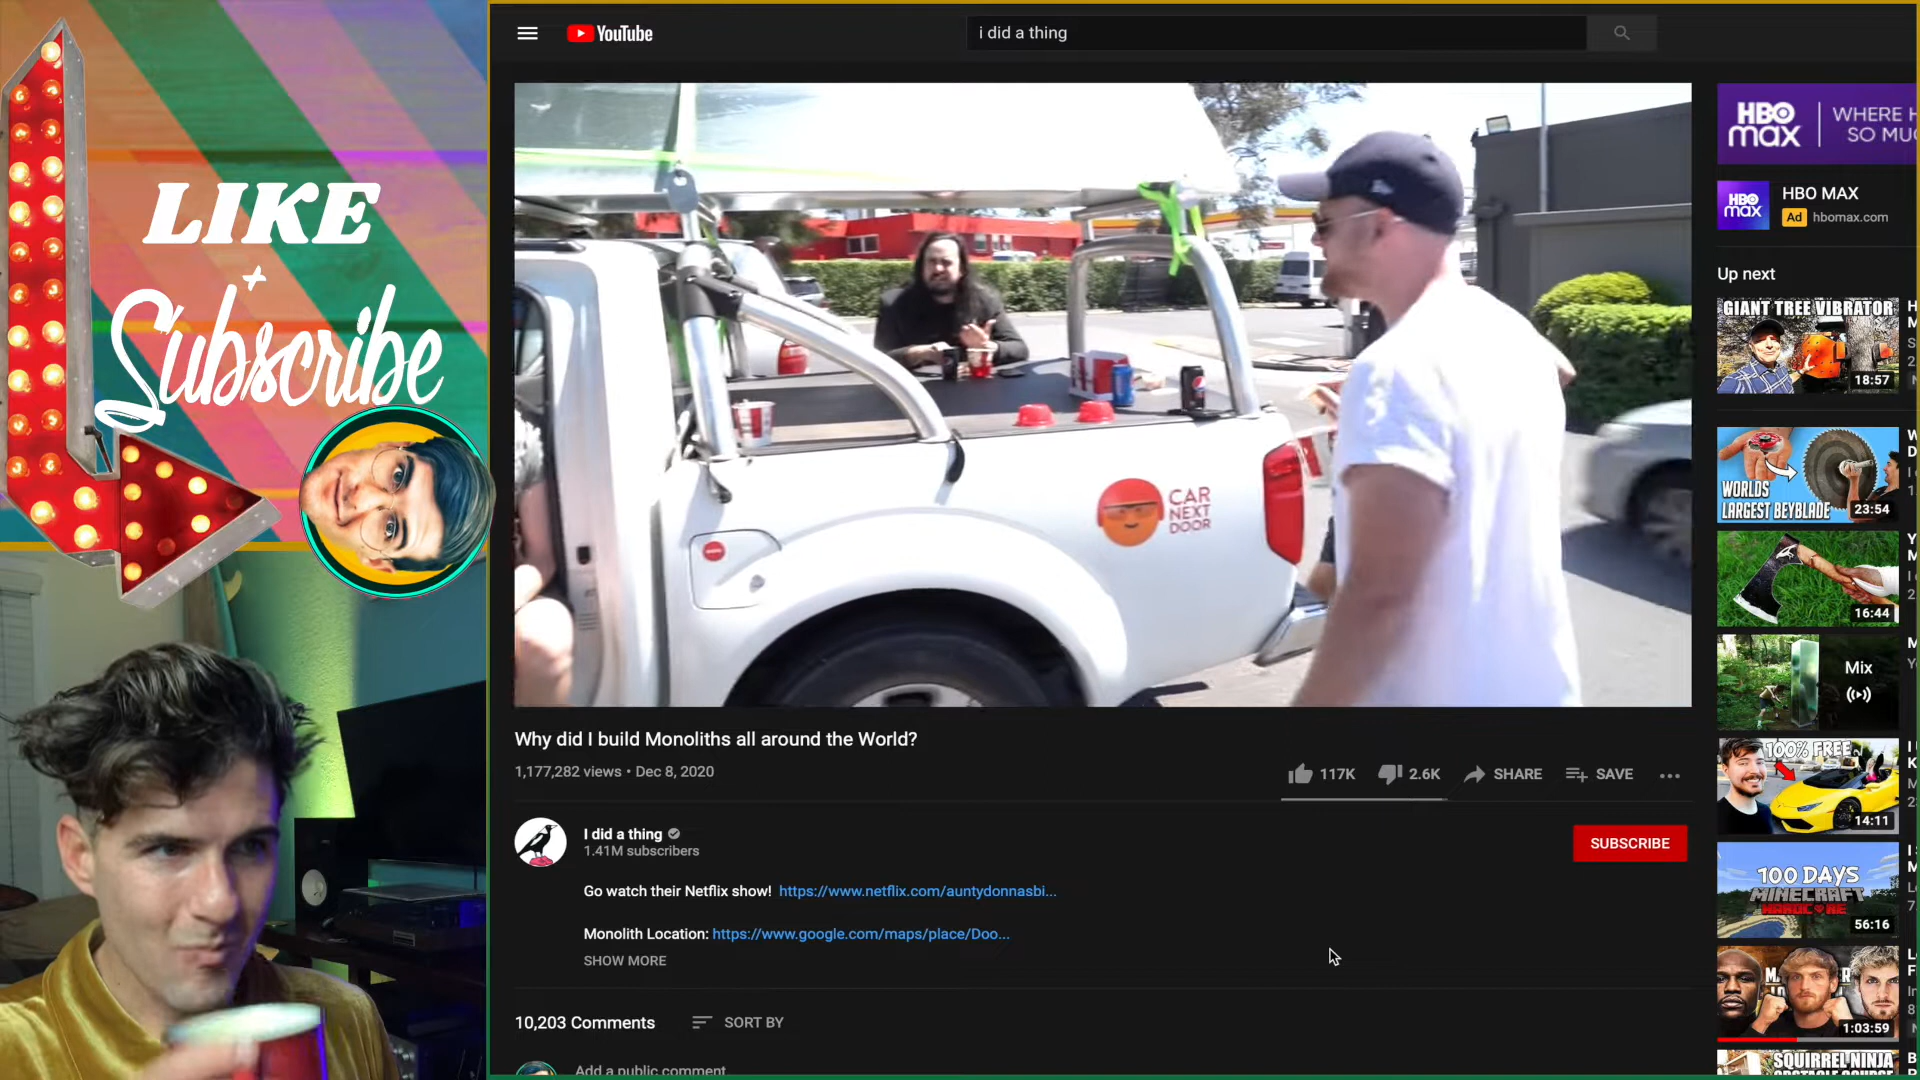 LIKE
+
Subscribe
YouTube
i did a thing
CAR
NEXT
DOOR
Why did I build Monoliths all around the World?
1,177,282 views • Dec 8, 2020
117K
2.6K
SHARE
SAVE
I did a thing
1.41M subscribers
SUBSCRIBE
Go watch their Netflix show! https://www.netflix.com/auntydonnasbi...
Monolith Location: https://www.google.com/maps/place/Doo...
SHOW MORE
10,203 Comments
SORT BY
Add a public comment
HBO
max
WHERE H
SO MU
HBO
max
HBO MAX
Ad hbomax.com
Up next
GIANT TREE VIBRATOR
18:57
WORLDS
LARGEST BEYBLADE
23:54
16:44
Mix
100% FREE
14:11
100 DAYS
MINECRAFT
HARDCORE
56:16
1:03:59
SQUIRREL NINJA